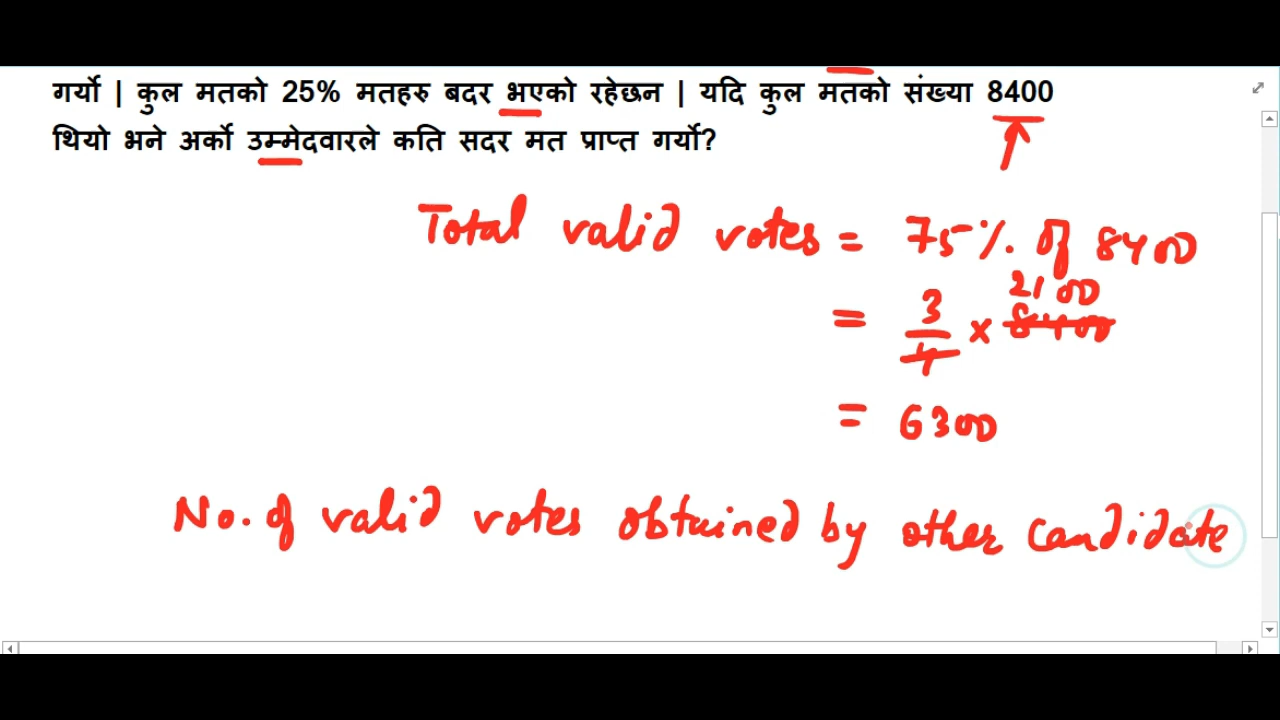 गर्यो | कुल मतको 25% मतहरु बदर भएको रहेछन | यदि कुल मतको संख्या 8400
थियो भने अर्को उम्मेदवारले कति सदर मत प्राप्त गर्यो?
Total valid votes = 75% of 8400
= 3/4 × 8400 2100
= 6300
No. of valid votes obtained by other candidate